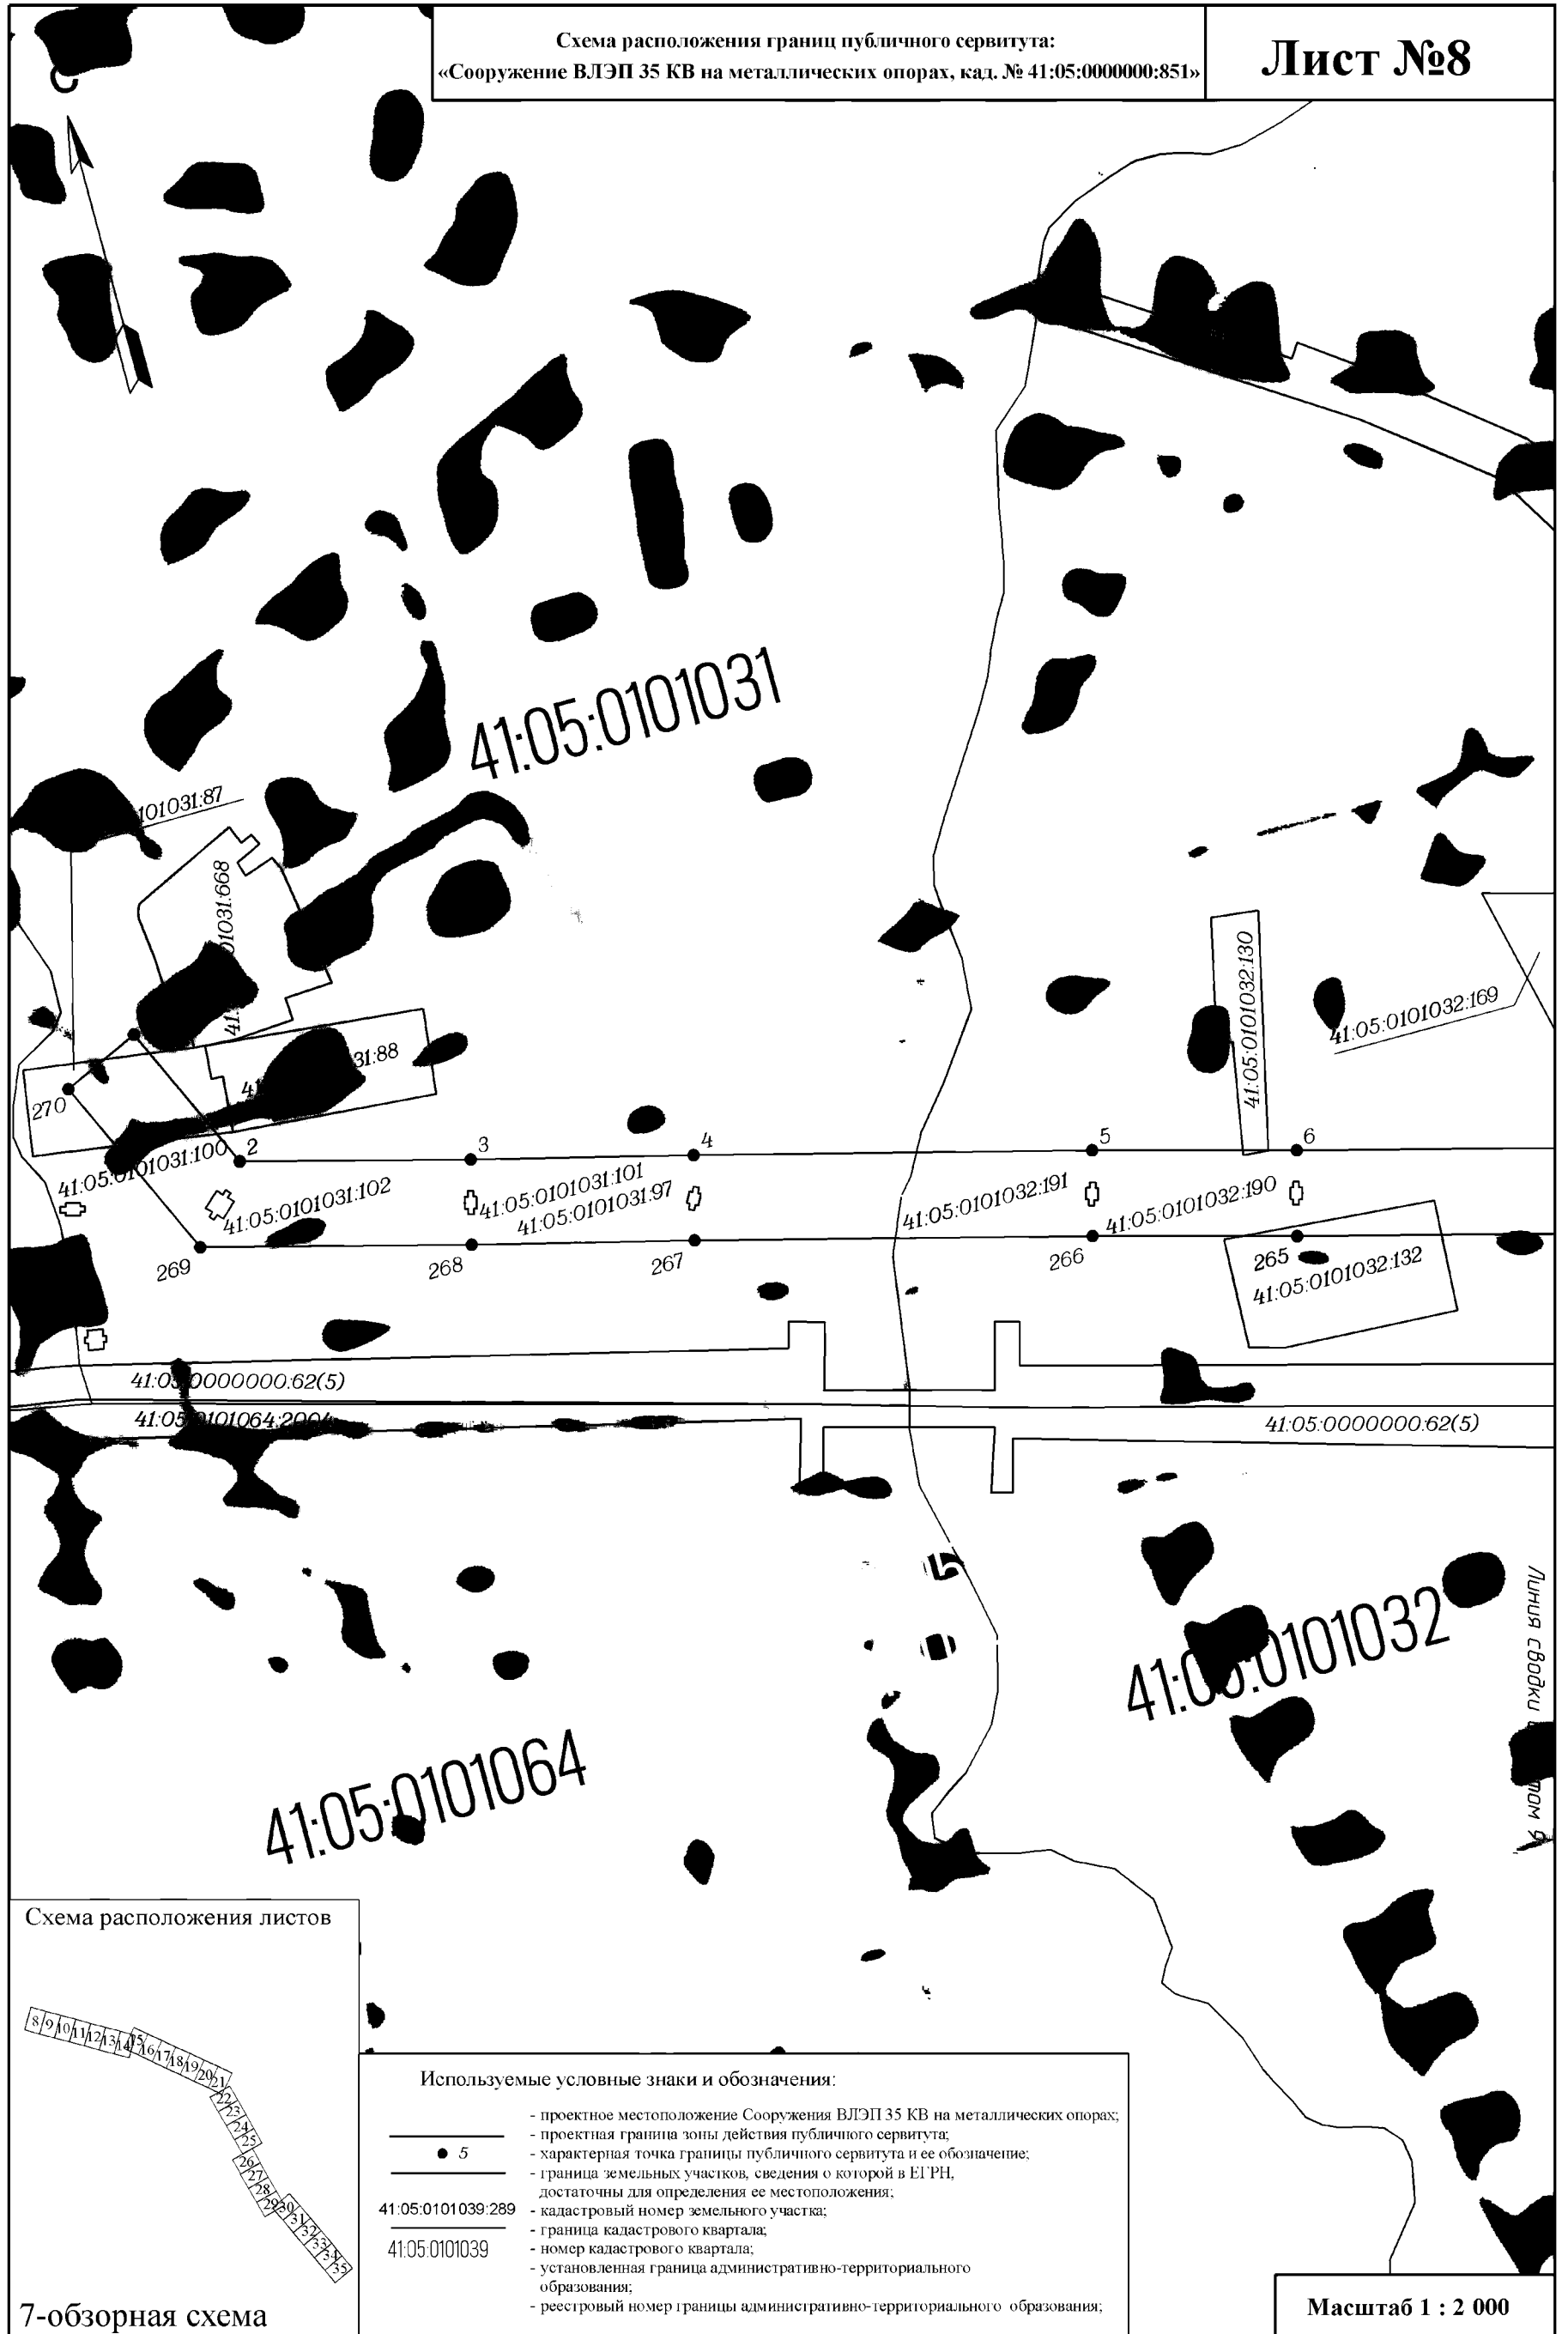 Схема расположения границ публичного сервитута:
«Сооружение ВЛЭП 35 КВ на металлических опорах, кад. № 41:05:0000000:851»
Лист №8
С
41:05:0101031
101031:87
31:88
270
2
3
4
5
6
41:05:0101031:102
41:05:0101031:101
41:05:0101031:97
41:05:0101032:191
41:05:0101032:190
41:05:0101032:130
41:05:0101032:169
269
268
267
266
265
41:05:0101032:132
0000000:62(5)
41:05:0000000:62(5)
41:05:0101064
Линия сводки
Схема расположения листов
8 9 10 11 12 13 14 15 16 17 18 19 20 21
22
23
24
25
26
27
28
29 30
31
32
33
34
35
7-обзорная схема
Используемые условные знаки и обозначения:
- проектное местоположение Сооружения ВЛЭП 35 КВ на металлических опорах;
- проектная граница зоны действия публичного сервитута;
5 - характерная точка границы публичного сервитута и ее обозначение;
- граница земельных участков, сведения о которой в ЕГРН,
достаточны для определения ее местоположения;
41:05:0101039:289 - кадастровый номер земельного участка;
- граница кадастрового квартала;
41:05:0101039 - номер кадастрового квартала;
- установленная граница административно-территориального
образования;
- реестровый номер границы административно-территориального образования;
Масштаб 1 : 2 000